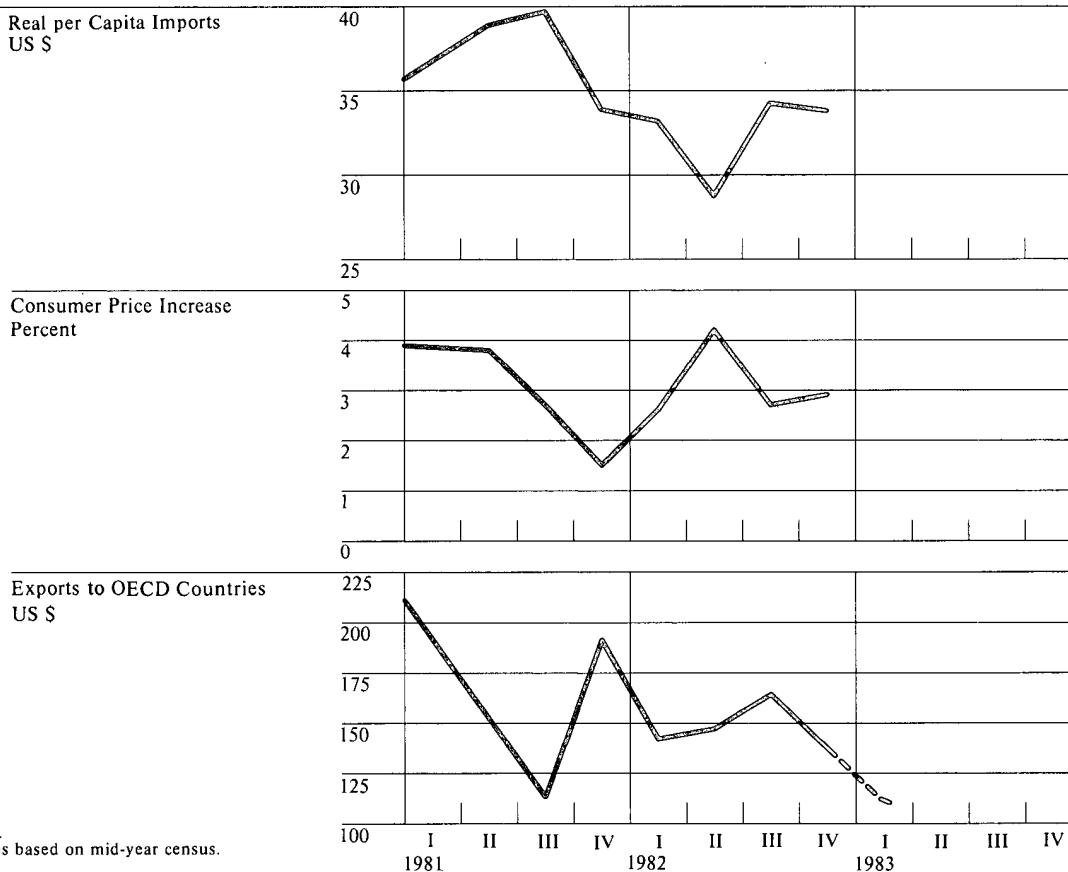 Real per Capita Imports
US $
40
35
30
25
Consumer Price Increase
Percent
5
4
3
2
1
0
Exports to OECD Countries
US $
225
200
175
150
125
100
I II III IV I II III IV I II III IV
1981 1982 1983
s based on mid-year census.